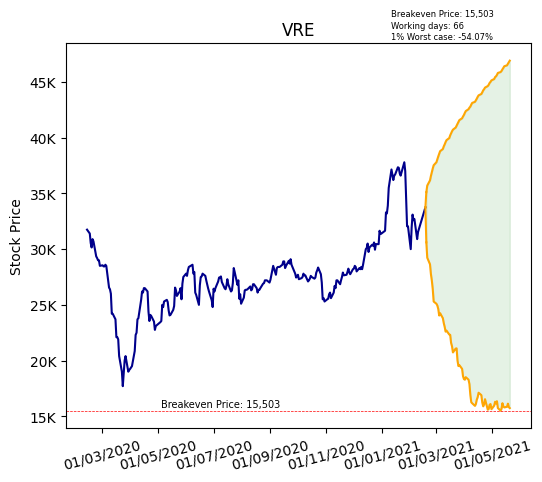 Breakeven Price: 15,503
Working days: 66
1% Worst case: -54.07%
VRE
Stock Price
45K
40K
35K
30K
25K
20K
15K
Breakeven Price: 15,503
01/03/2020
01/05/2020
01/07/2020
01/09/2020
01/11/2020
01/01/2021
01/03/2021
01/05/2021